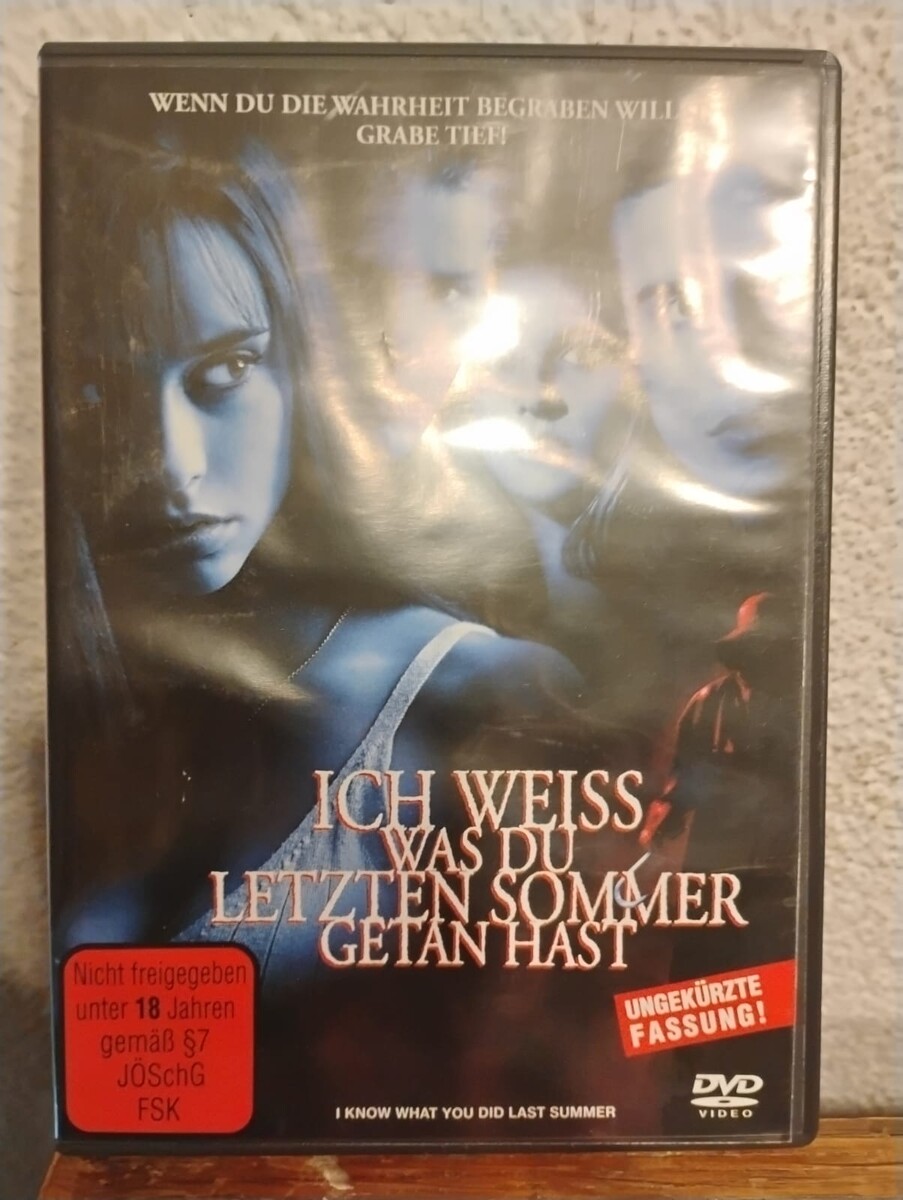 WENN DU DIE WAHRHEIT BEGRABEN WILL
GRABE TIEF!
ICH WEISS
WAS DU
LETZTEN SOMMER
GETAN HAST
Nicht freigegeben
unter 18 Jahren
gemäß §7
JÖSchG
FSK
UNGEKÜRZTE
FASSUNG!
I KNOW WHAT YOU DID LAST SUMMER
DVD
VIDEO